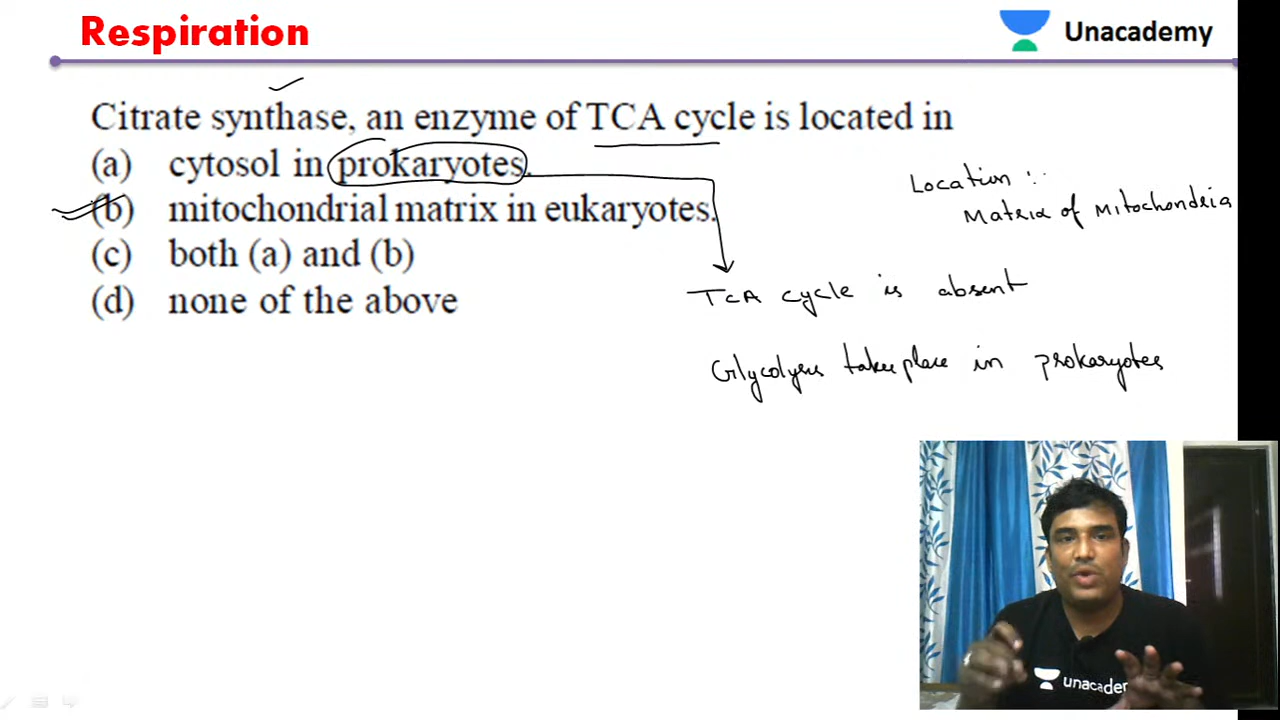 Respiration
Unacademy
Citrate synthase, an enzyme of TCA cycle is located in
(a) cytosol in prokaryotes.
(b) mitochondrial matrix in eukaryotes.
(c) both (a) and (b)
(d) none of the above
Location :-
Matrix of Mitochondria
TCA cycle is absent
Glycolysis takes place in prokaryotes
unacadem